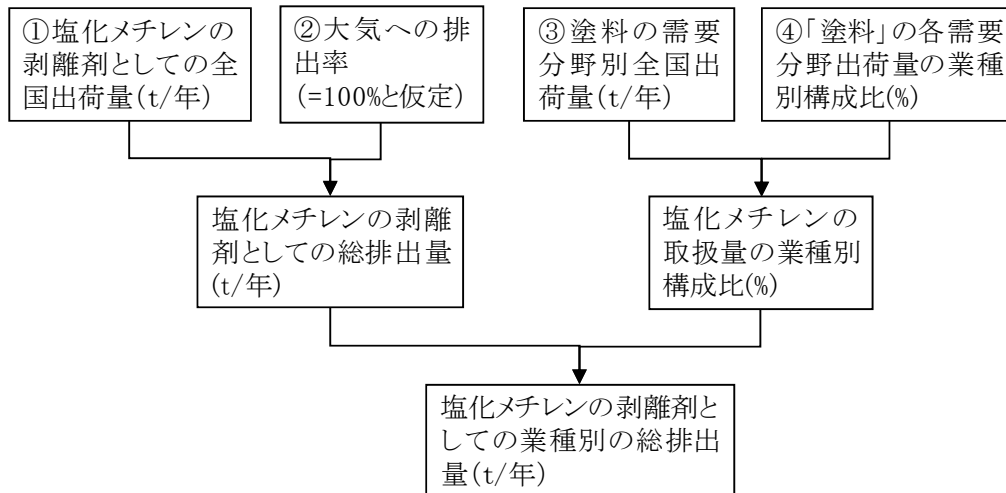 ①塩化メチレンの
剥離剤としての全
国出荷量(t/年)
②大気への排
出率
(=100%と仮定)
③塗料の需要
分野別全国出
荷量(t/年)
④「塗料」の各需要
分野出荷量の業種
別構成比(%)
塩化メチレンの剥離
剤としての総排出量
(t/年)
塩化メチレンの
取扱量の業種別
構成比(%)
塩化メチレンの剥離剤と
しての業種別の総排出
量(t/年)